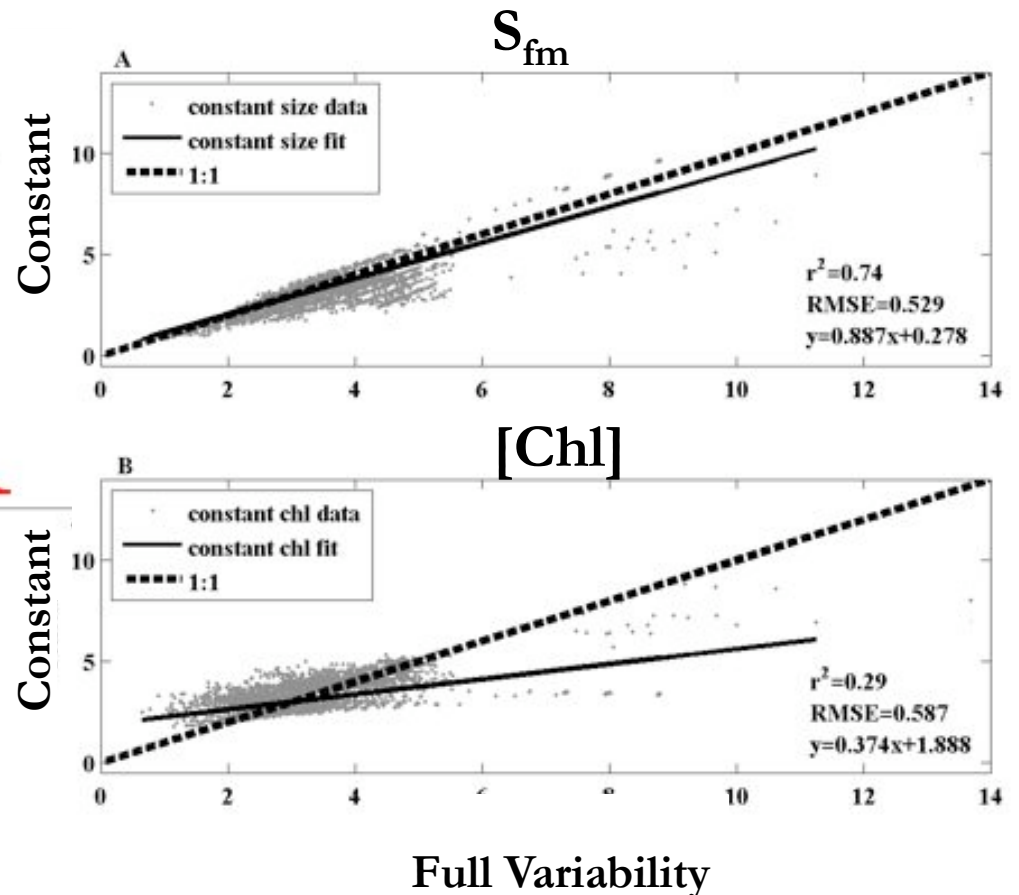 S_fm
A
constant size data
constant size fit
1:1
Constant
10
5
0
r²=0.74
RMSE=0.529
y=0.887x+0.278
0 2 4 6 8 10 12 14
[Chl]
B
constant chl data
constant chl fit
1:1
Constant
10
5
0
r²=0.29
RMSE=0.587
y=0.374x+1.888
0 2 4 10 12 14
Full Variability